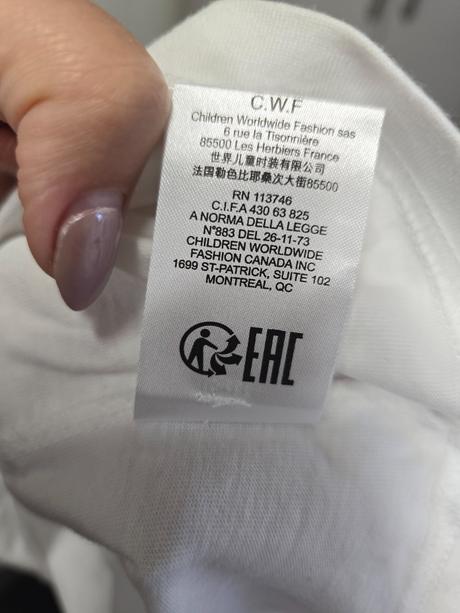 C.W.F
Children Worldwide Fashion sas
6 rue la Tisonnière
85500 Les Herbiers France
世界儿童时装有限公司
法国勒色比耶桑次大街85500
RN 113746
C.I.F.A 430 63 825
A NORMA DELLA LEGGE
N°883 DEL 26-11-73
CHILDREN WORLDWIDE
FASHION CANADA INC
1699 ST-PATRICK, SUITE 102
MONTREAL, QC
EAC